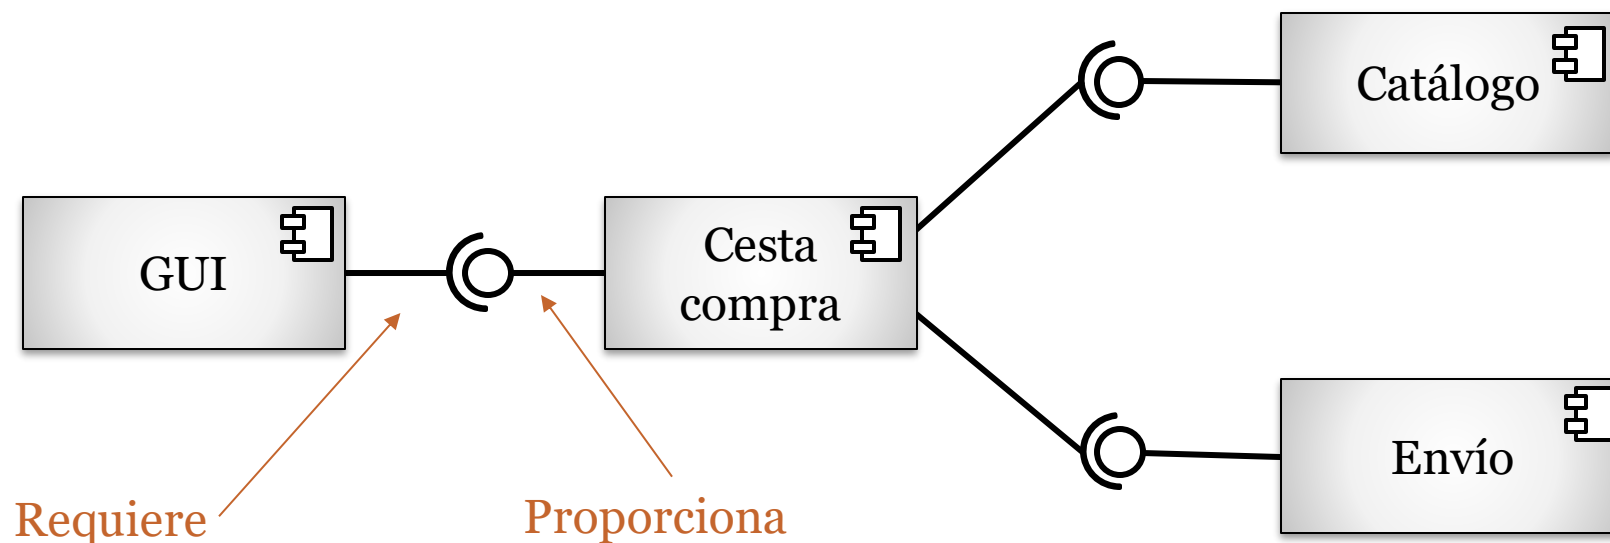 Catálogo
GUI
Cesta
compra
Envío
Requiere
Proporciona